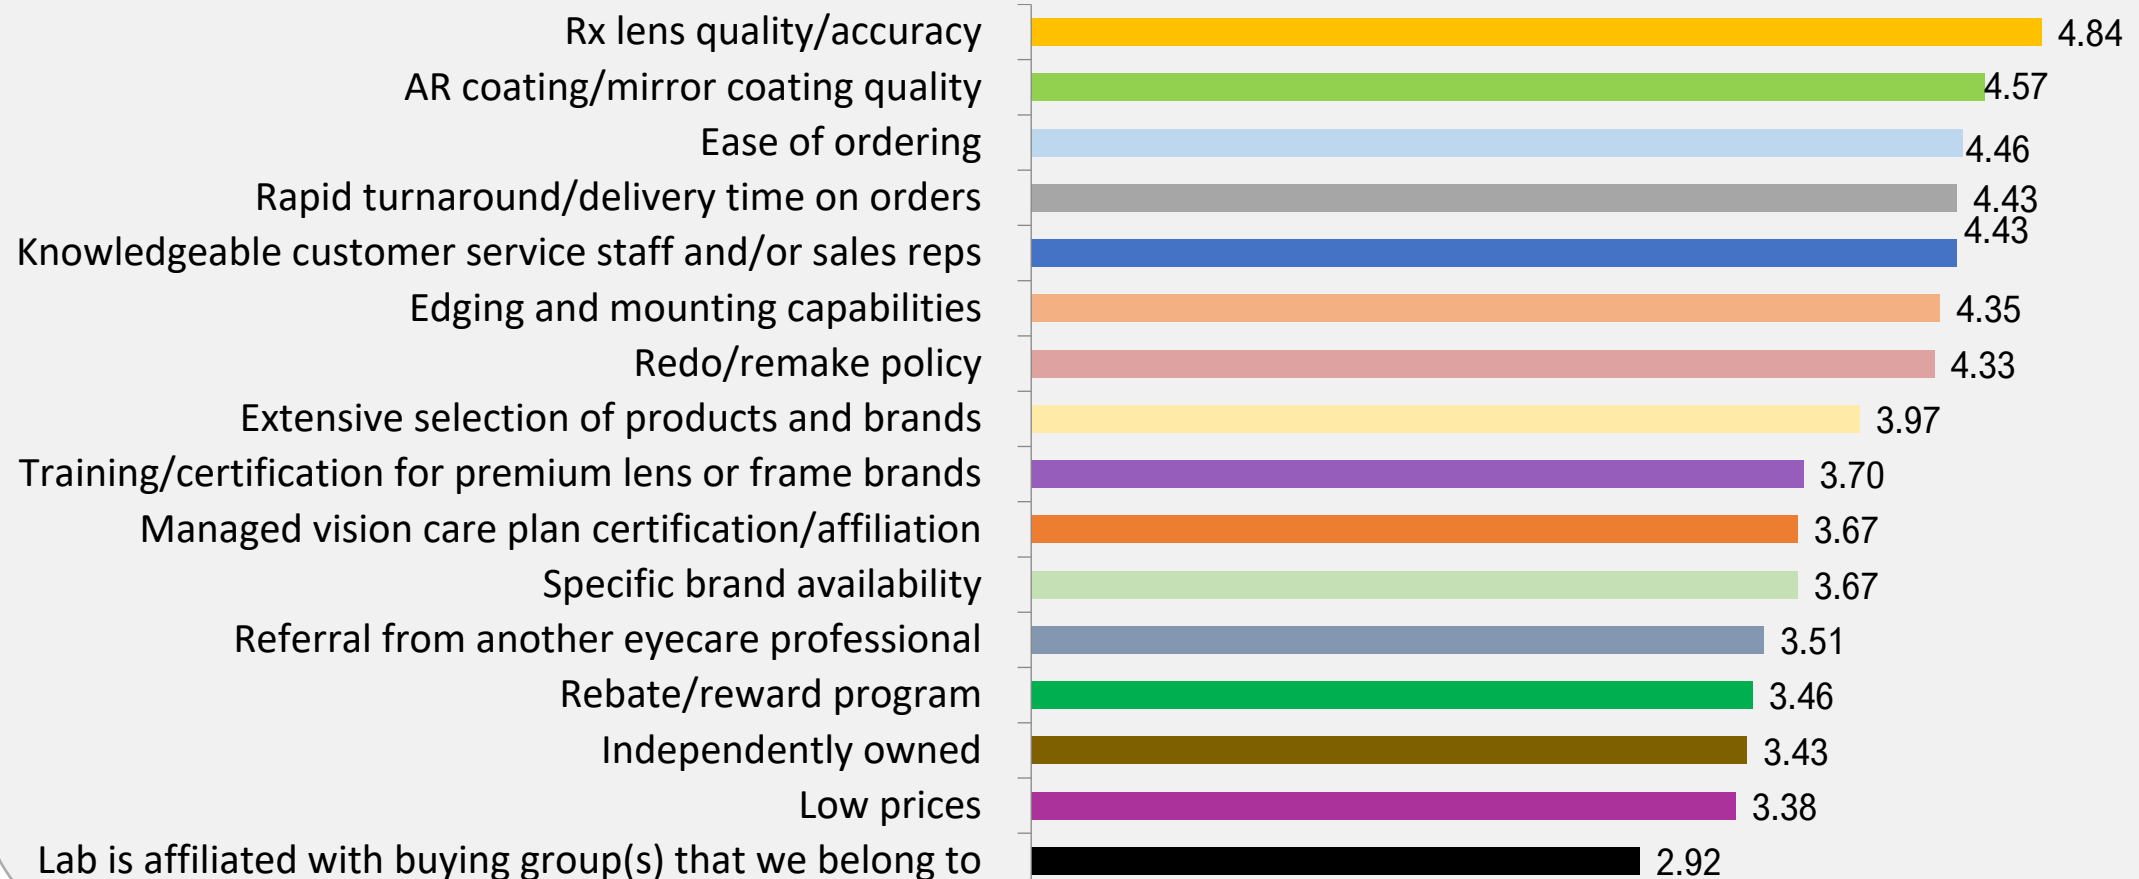 Rx lens quality/accuracy 4.84
AR coating/mirror coating quality 4.57
Ease of ordering 4.46
Rapid turnaround/delivery time on orders 4.43
Knowledgeable customer service staff and/or sales reps 4.43
Edging and mounting capabilities 4.35
Redo/remake policy 4.33
Extensive selection of products and brands 3.97
Training/certification for premium lens or frame brands 3.70
Managed vision care plan certification/affiliation 3.67
Specific brand availability 3.67
Referral from another eyecare professional 3.51
Rebate/reward program 3.46
Independently owned 3.43
Low prices 3.38
Lab is affiliated with buying group(s) that we belong to 2.92